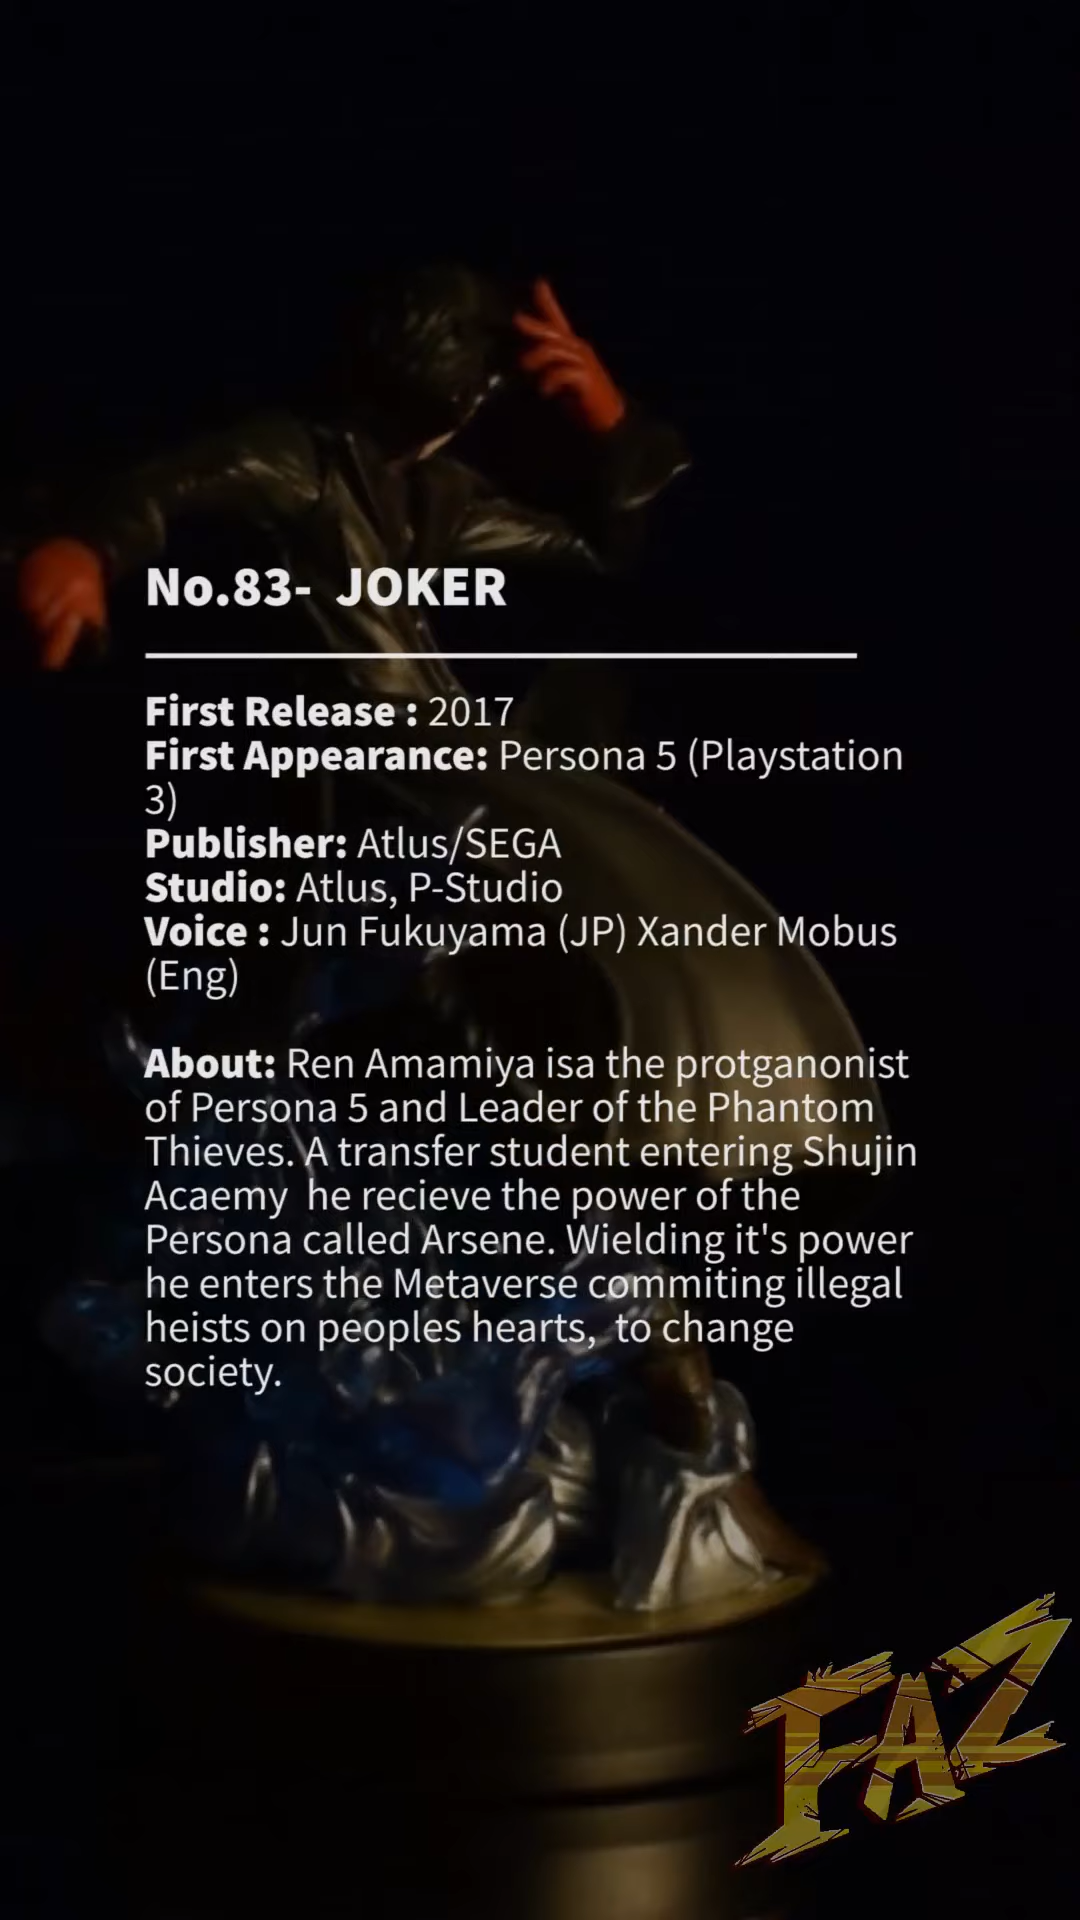 No.83-  JOKER
First Release : 2017
First Appearance: Persona 5 (Playstation
3)
Publisher: Atlus/SEGA
Studio: Atlus, P-Studio
Voice : Jun Fukuyama (JP) Xander Mobus
(Eng)
About: Ren Amamiya isa the protganonist
of Persona 5 and Leader of the Phantom
Thieves. A transfer student entering Shujin
Acaemy  he recieve the power of the
Persona called Arsene. Wielding it's power
he enters the Metaverse commiting illegal
heists on peoples hearts,  to change
society.
FAZ